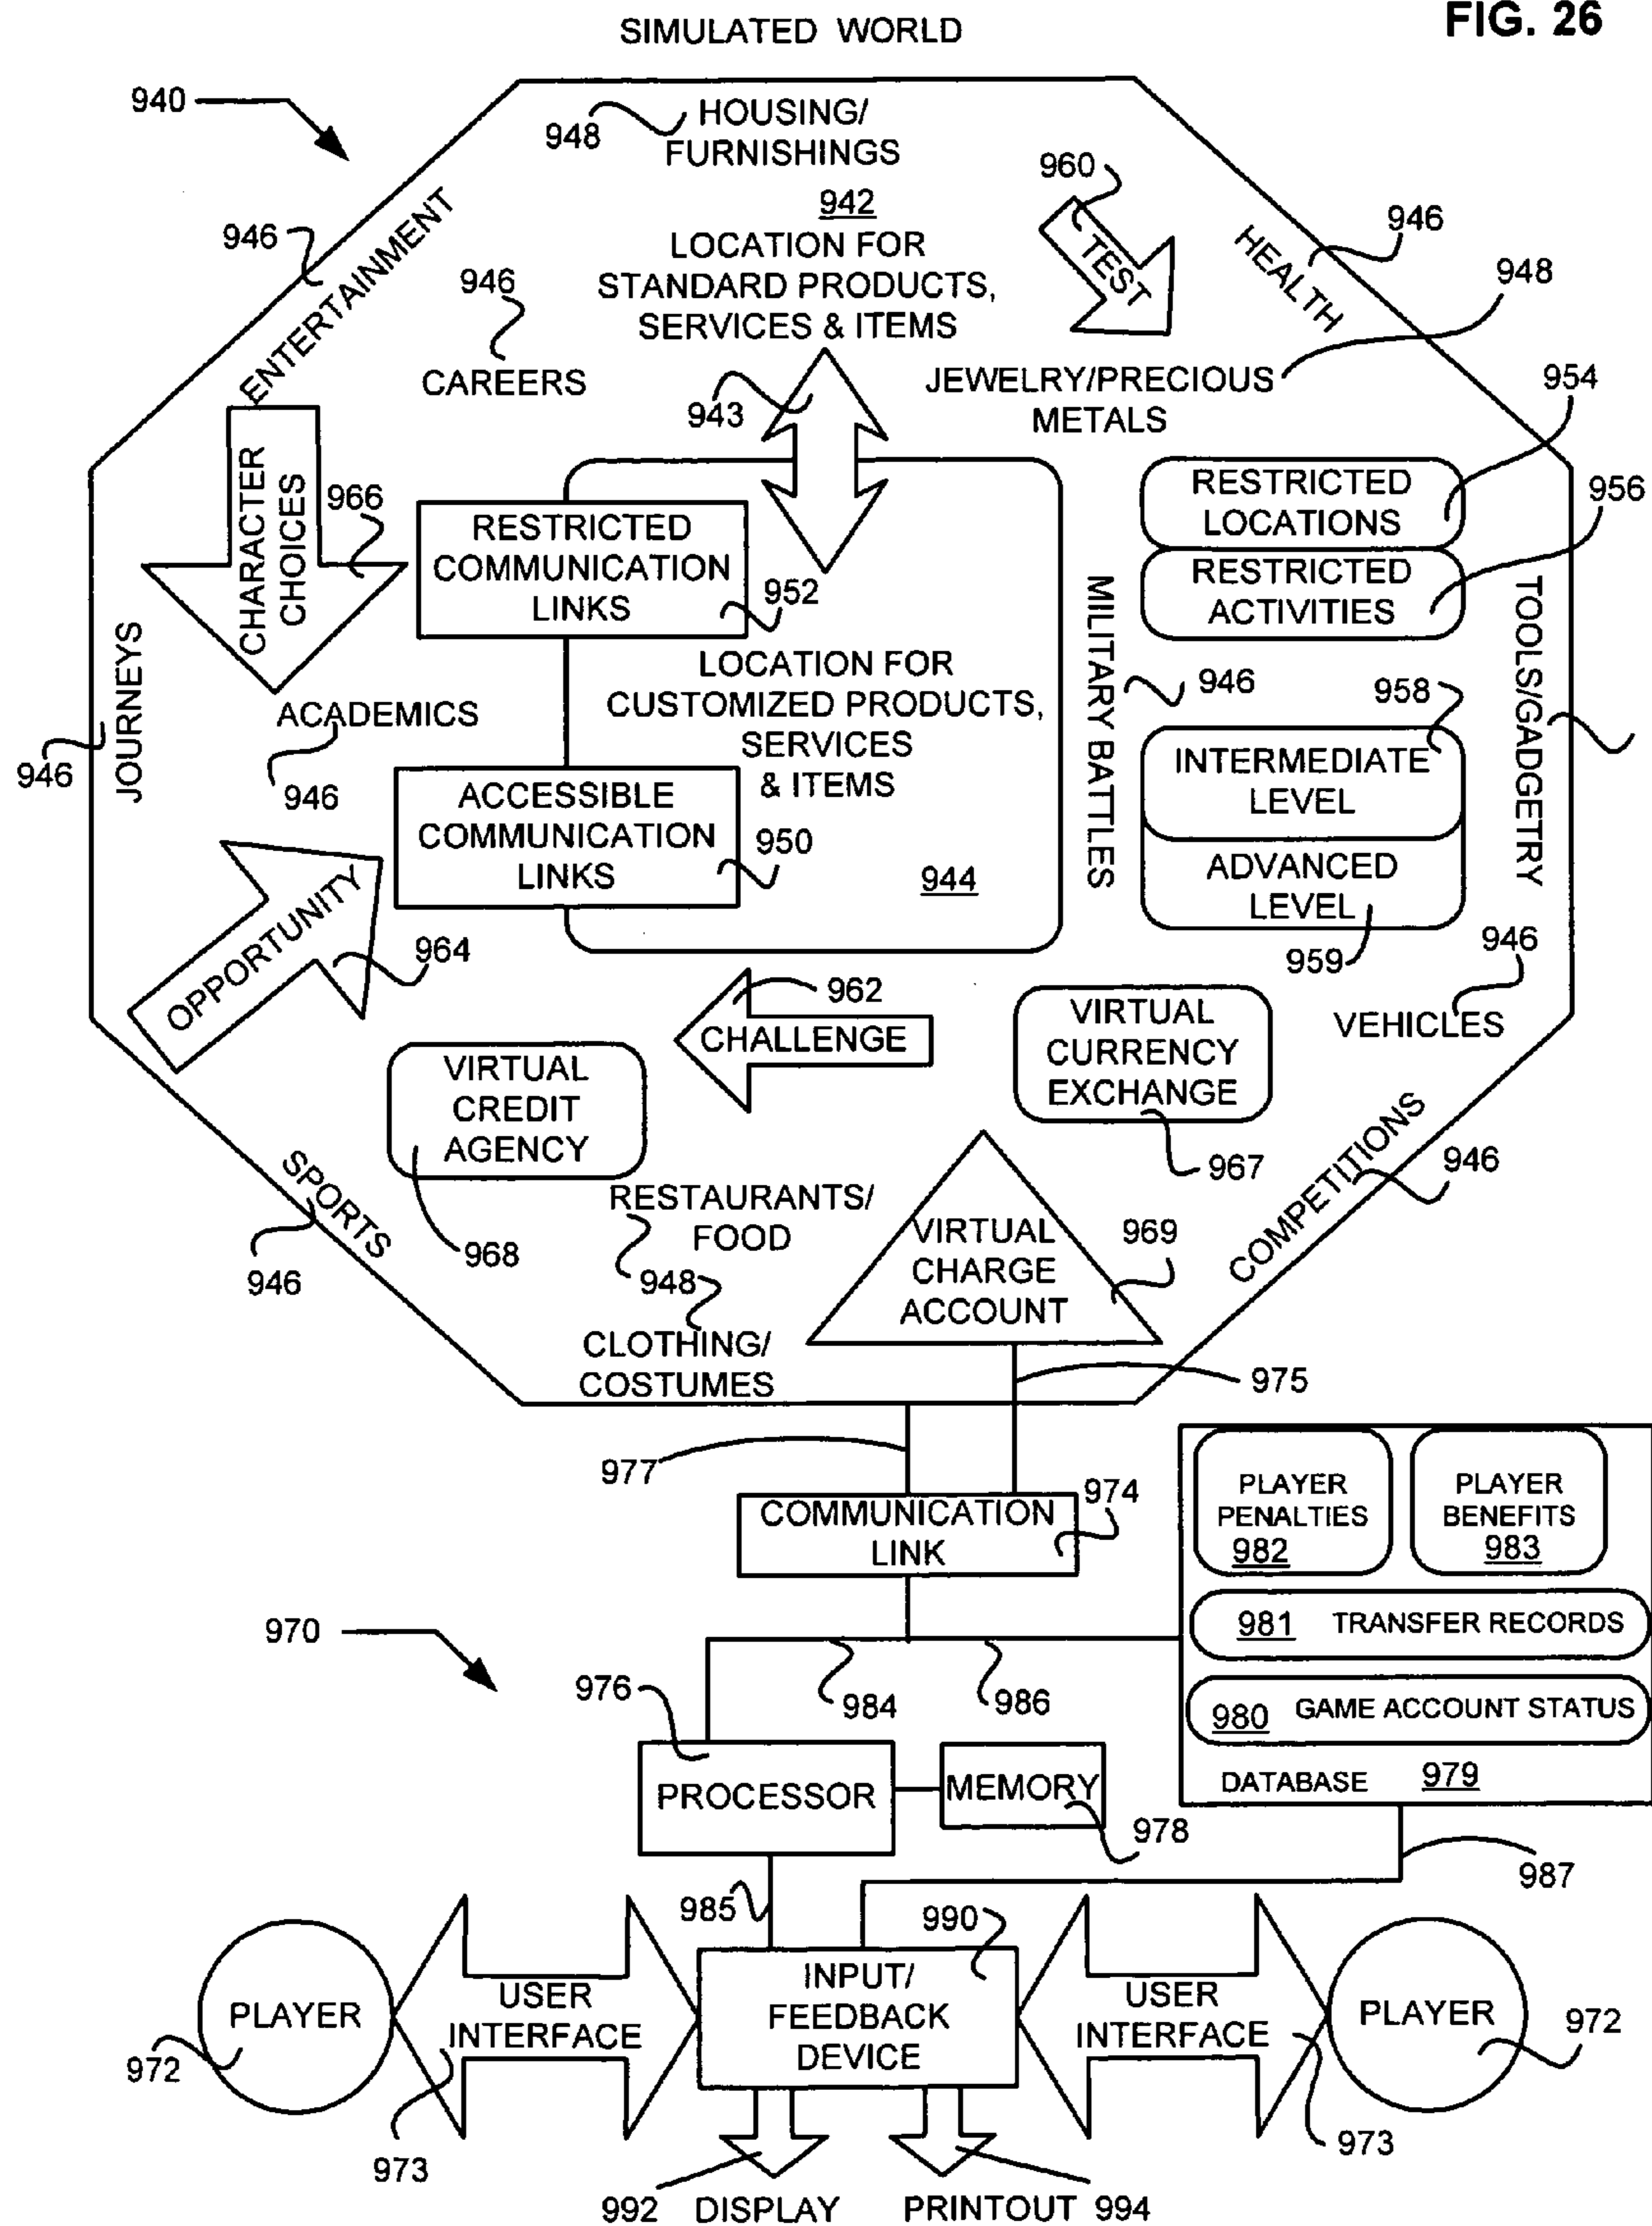 FIG. 26
SIMULATED WORLD
940
948
HOUSING/
FURNISHINGS
960
TEST
942
LOCATION FOR
STANDARD PRODUCTS,
SERVICES & ITEMS
946
ENTERTAINMENT
946
HEALTH
948
946
CAREERS
943
JEWELRY/PRECIOUS
METALS
954
RESTRICTED
LOCATIONS
956
RESTRICTED
ACTIVITIES
CHARACTER
CHOICES
966
RESTRICTED
COMMUNICATION
LINKS
952
MILITARY BATTLES
946
TOOLS/GADGETRY
JOURNEYS
946
ACADEMICS
946
LOCATION FOR
CUSTOMIZED PRODUCTS,
SERVICES
& ITEMS
958
INTERMEDIATE
LEVEL
ADVANCED
LEVEL
959
ACCESSIBLE
COMMUNICATION
LINKS
950
944
OPPORTUNITY
964
946
VEHICLES
962
CHALLENGE
VIRTUAL
CURRENCY
EXCHANGE
967
VIRTUAL
CREDIT
AGENCY
968
SPORTS
946
COMPETITIONS
946
RESTAURANTS/
FOOD
948
CLOTHING/
COSTUMES
VIRTUAL
CHARGE
ACCOUNT
969
975
977
COMMUNICATION
LINK
974
PLAYER
PENALTIES
982
PLAYER
BENEFITS
983
981 TRANSFER RECORDS
980 GAME ACCOUNT STATUS
DATABASE 979
970
984
986
976
PROCESSOR
MEMORY
978
987
985
990
PLAYER
972
USER
INTERFACE
973
INPUT/
FEEDBACK
DEVICE
USER
INTERFACE
973
PLAYER
972
992 DISPLAY
PRINTOUT 994